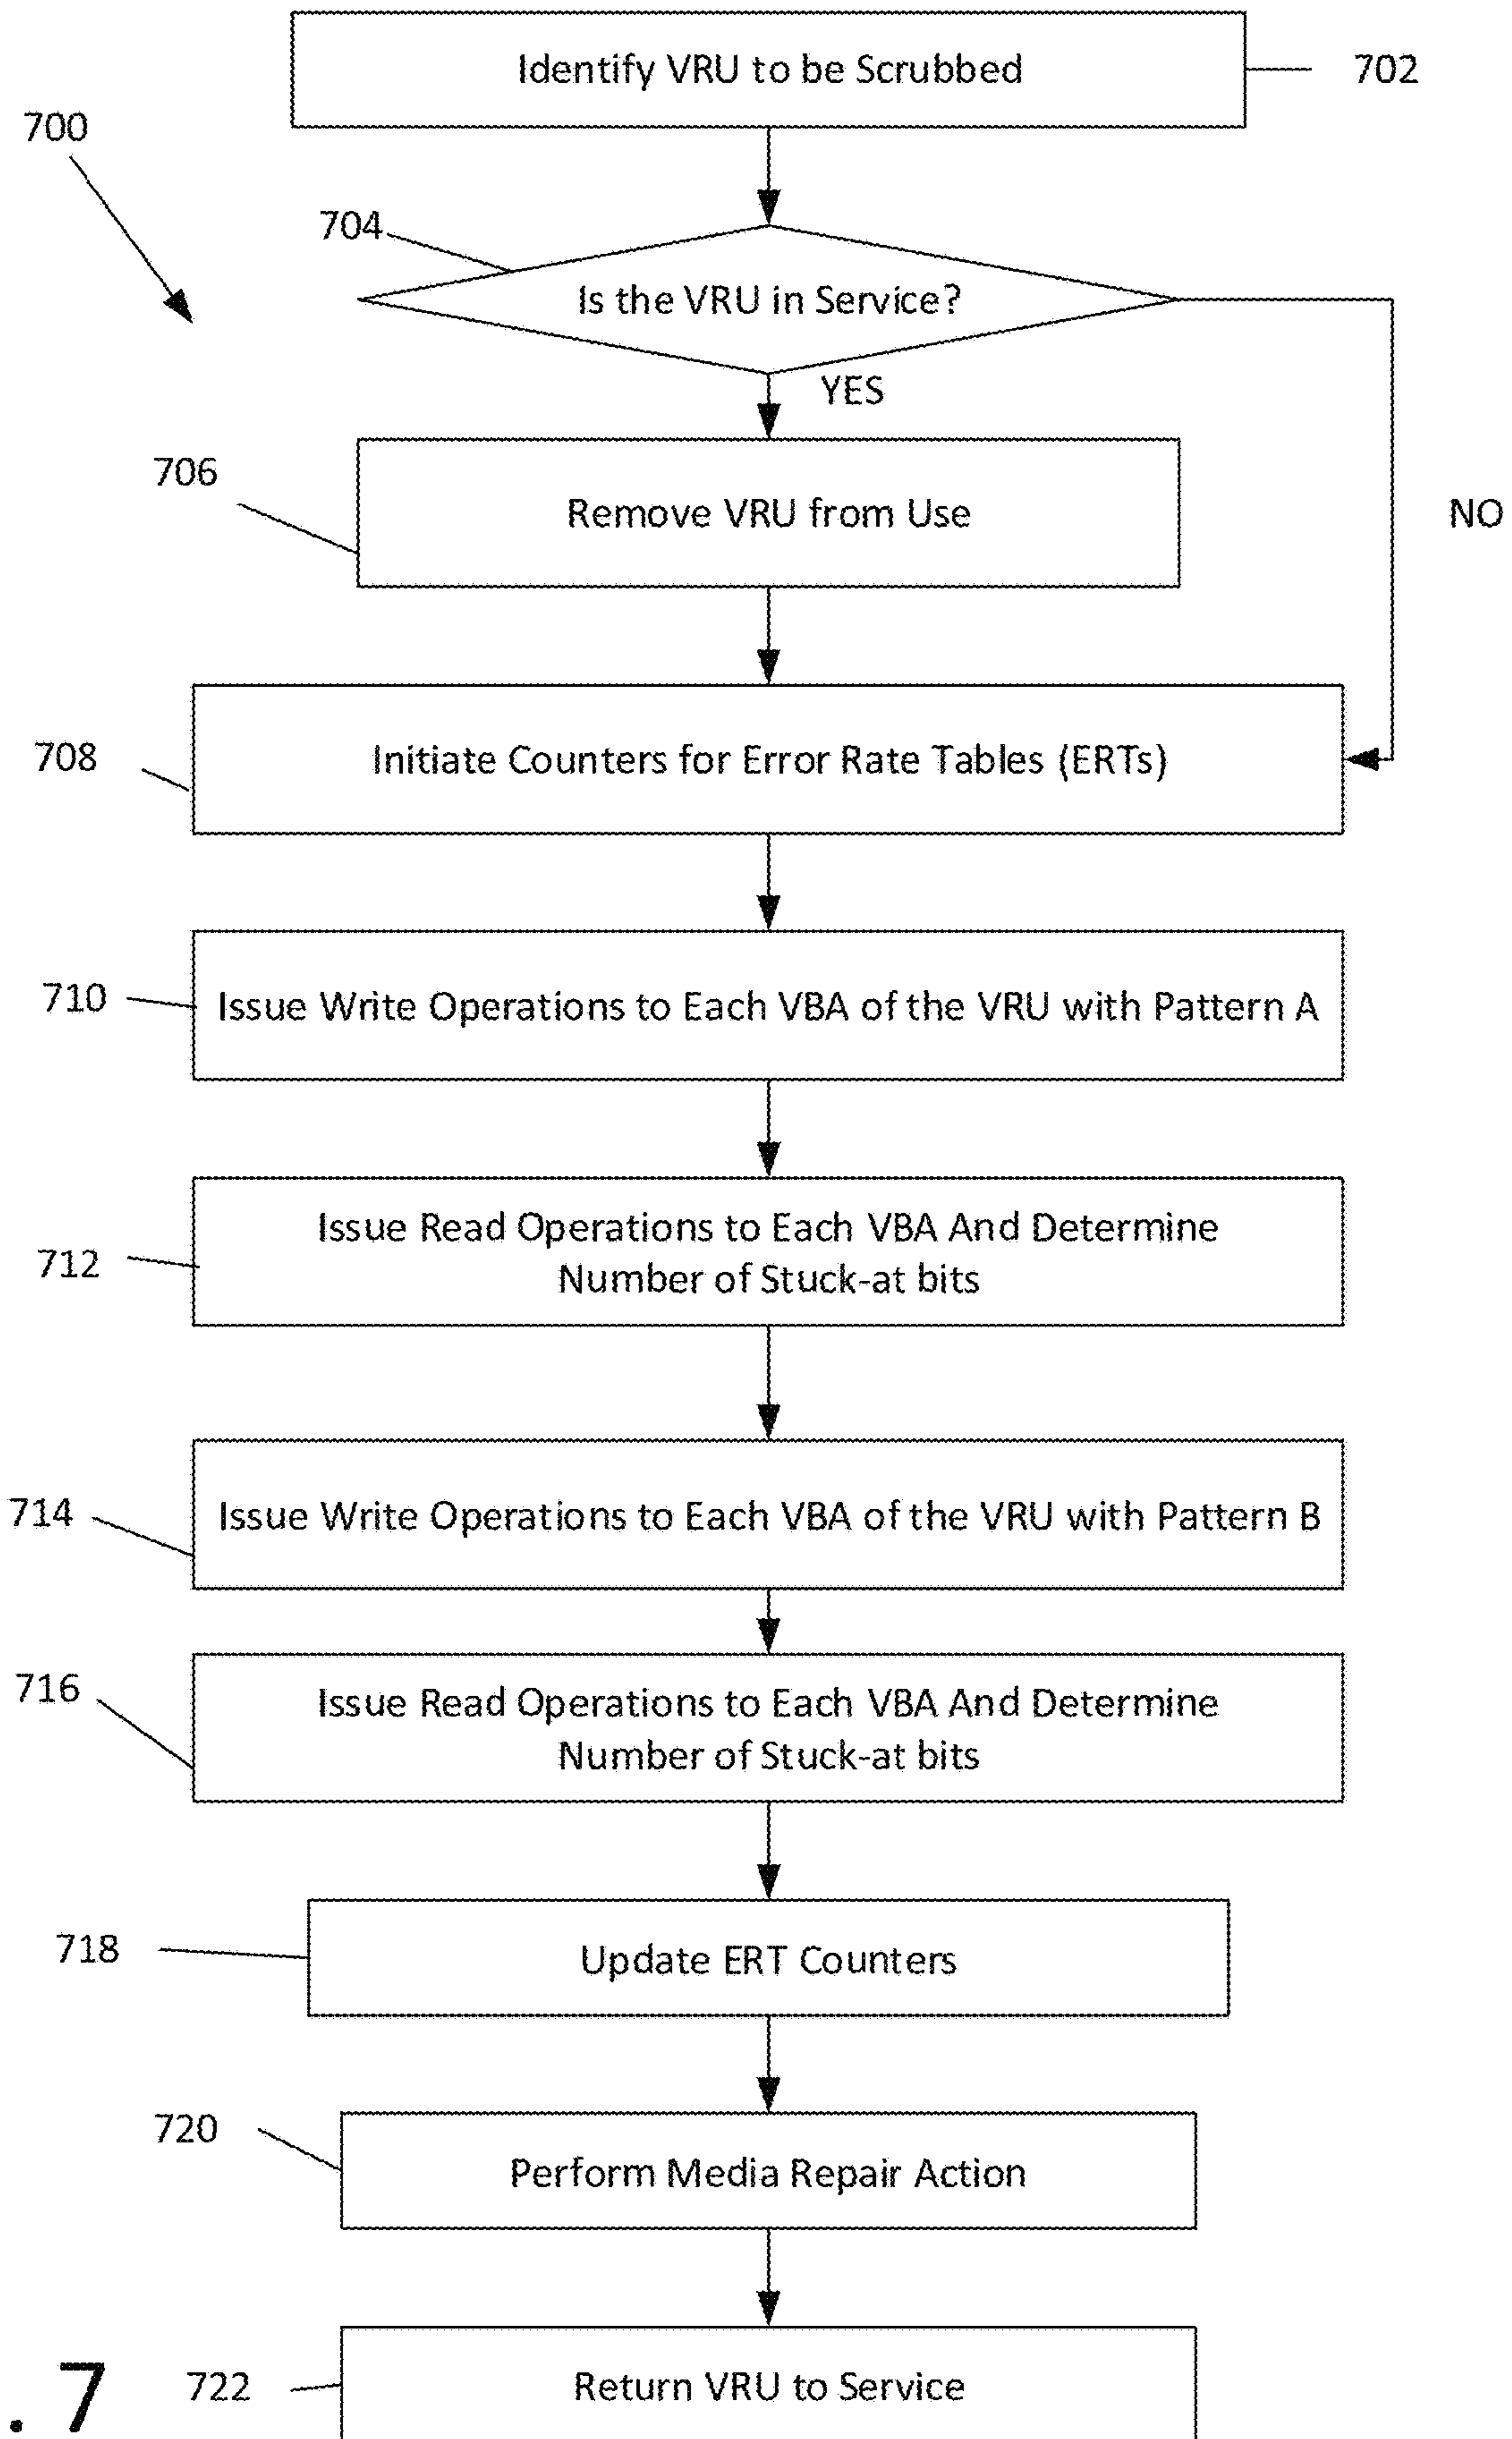 Identify VRU to be Scrubbed
702
700
704
Is the VRU in Service?
YES
706
Remove VRU from Use
NO
708
Initiate Counters for Error Rate Tables (ERTs)
710
Issue Write Operations to Each VBA of the VRU with Pattern A
712
Issue Read Operations to Each VBA And Determine
Number of Stuck-at bits
714
Issue Write Operations to Each VBA of the VRU with Pattern B
716
Issue Read Operations to Each VBA And Determine
Number of Stuck-at bits
718
Update ERT Counters
720
Perform Media Repair Action
. 7
722
Return VRU to Service